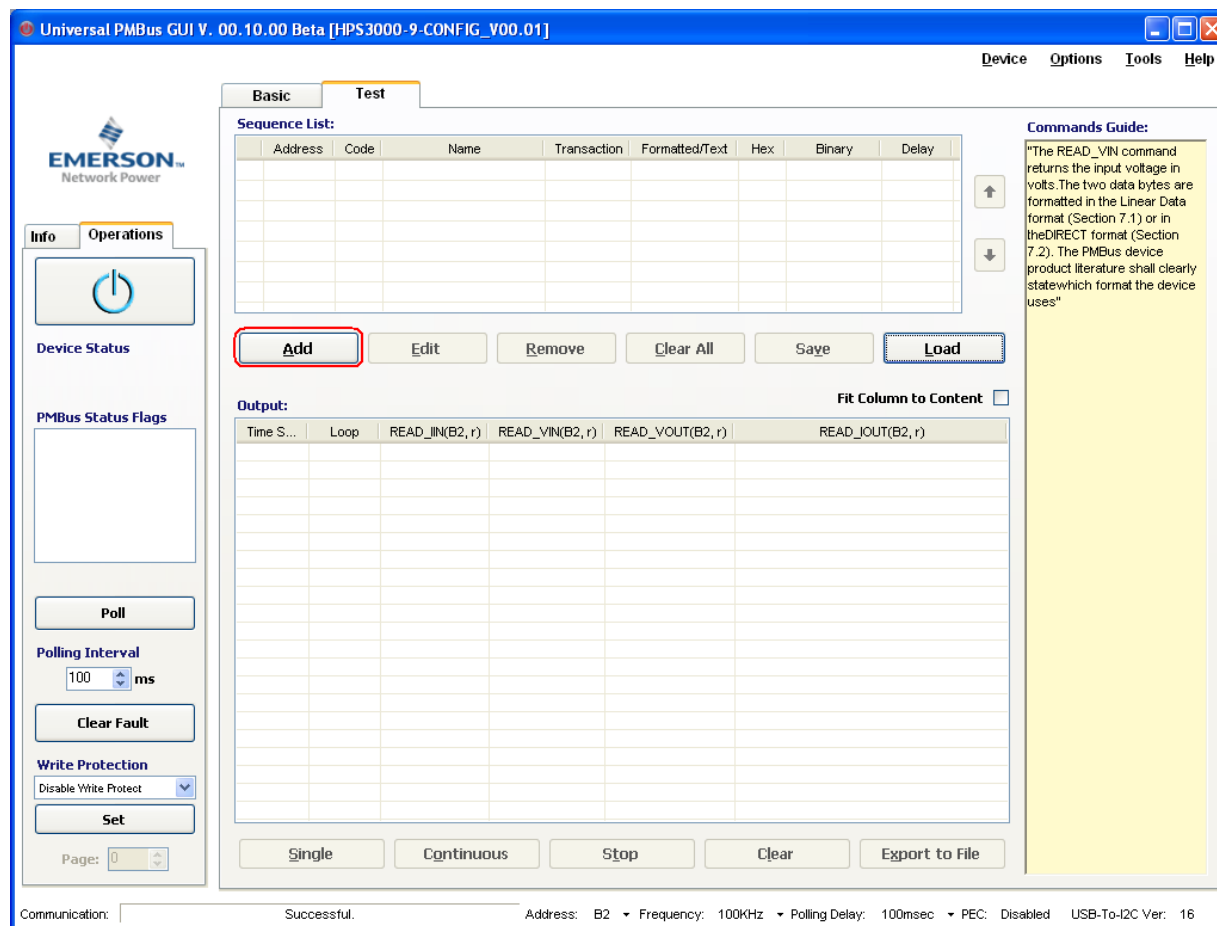 Universal PMBus GUI V. 00.10.00 Beta [HPS3000-9-CONFIG_V00.01]
Device Options Tools Help
EMERSON™
Network Power
Info Operations
Device Status
PMBus Status Flags
Poll
Polling Interval
100 ms
Clear Fault
Write Protection
Disable Write Protect
Set
Page: 0
Basic Test
Sequence List:
Address Code Name Transaction Formatted/Text Hex Binary Delay
Add Edit Remove Clear All Save Load
Fit Column to Content
Output:
Time S... Loop READ_IIN(B2, r) READ_VIN(B2, r) READ_VOUT(B2, r) READ_IOUT(B2, r)
Single Continuous Stop Clear Export to File
Commands Guide:
"The READ_VIN command
returns the input voltage in
volts.The two data bytes are
formatted in the Linear Data
format (Section 7.1) or in
theDIRECT format (Section
7.2). The PMBus device
product literature shall clearly
statewhich format the device
uses"
Communication: Successful. Address: B2 Frequency: 100KHz Polling Delay: 100msec PEC: Disabled USB-To-I2C Ver: 16